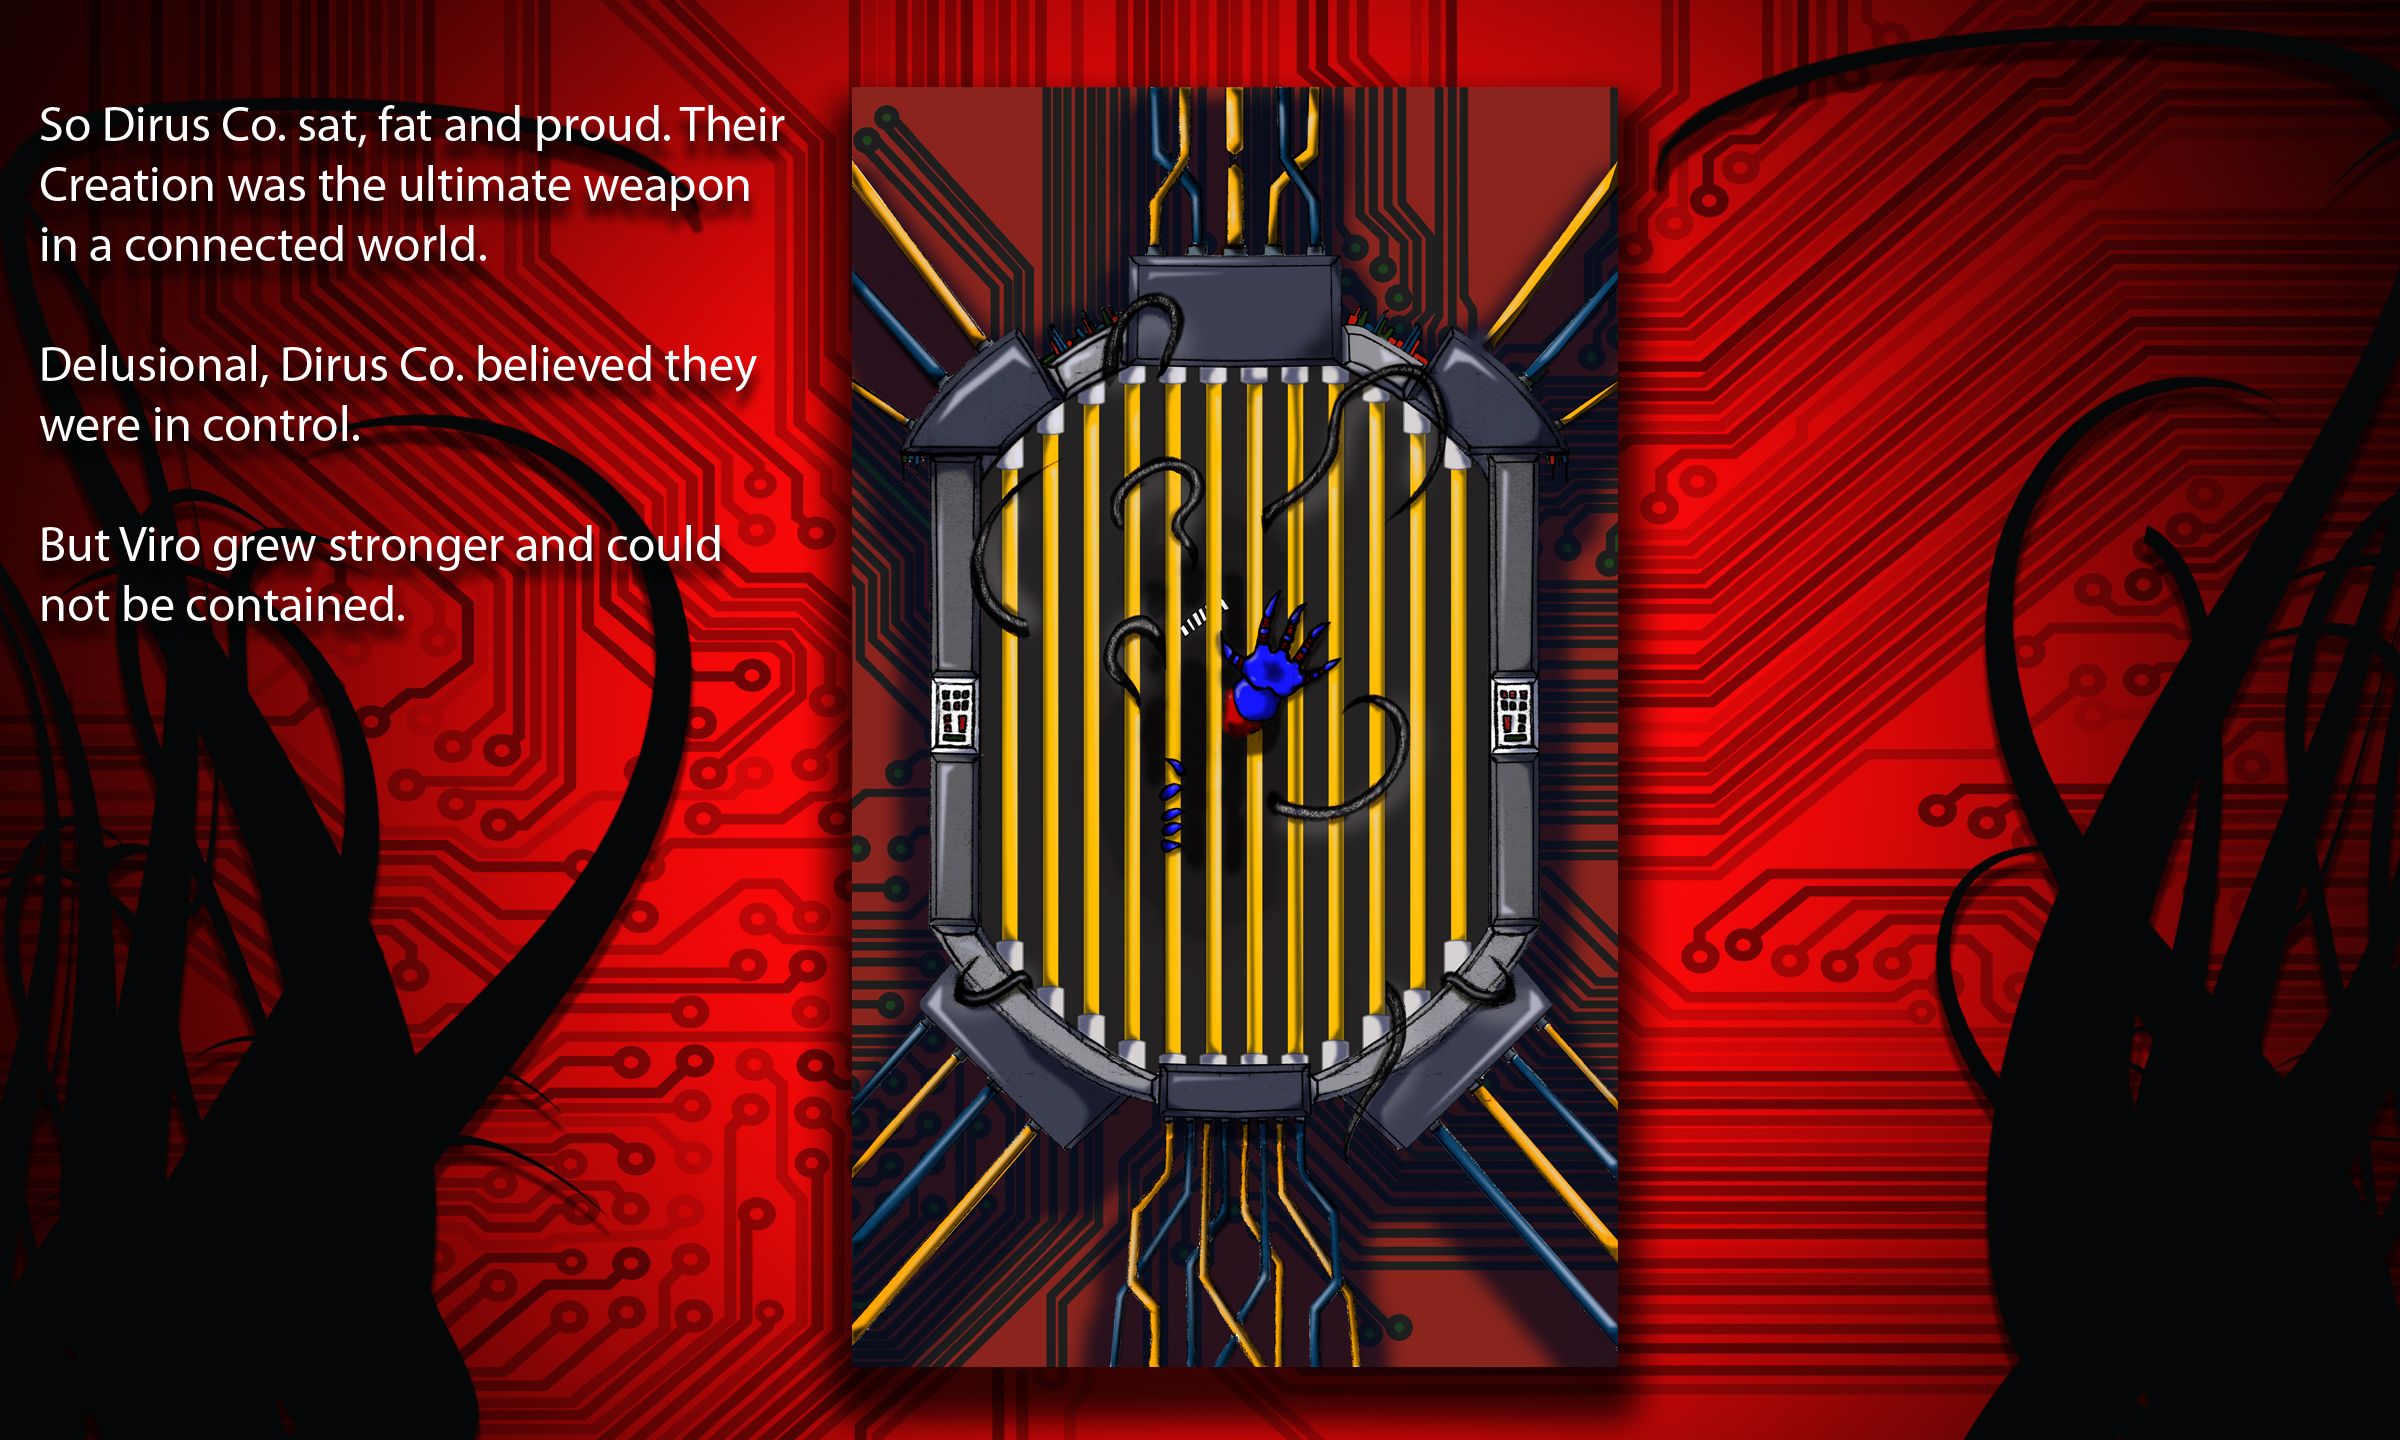 So Dirus Co. sat, fat and proud. Their
Creation was the ultimate weapon
in a connected world.
Delusional, Dirus Co. believed they
were in control.
But Viro grew stronger and could
not be contained.